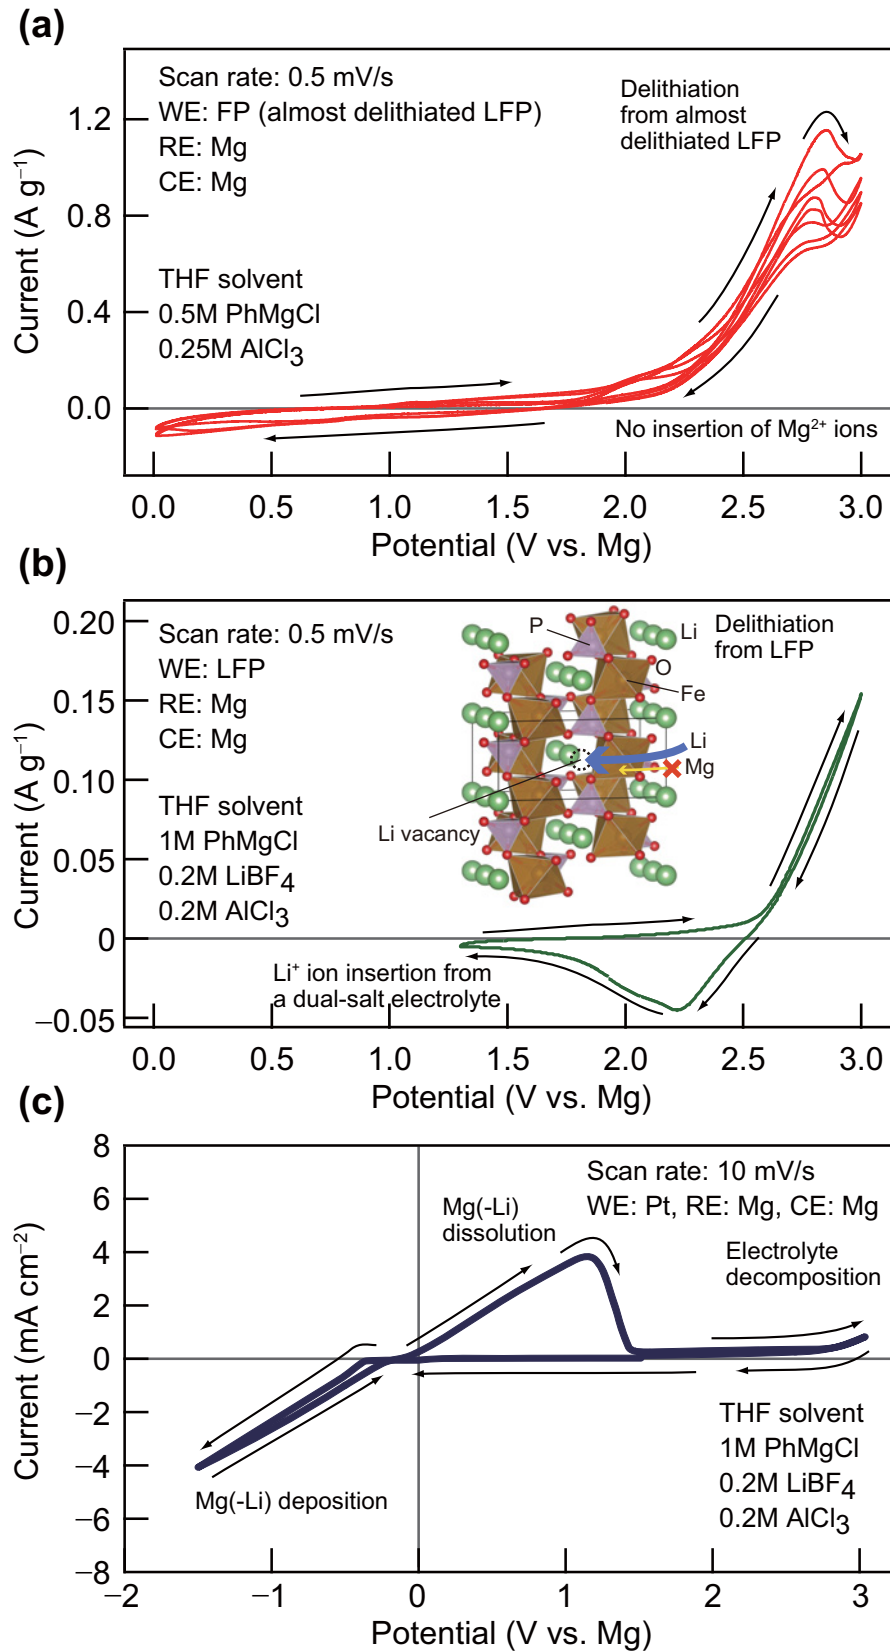 (a)
Scan rate: 0.5 mV/s
WE: FP (almost delithiated LFP)
RE: Mg
CE: Mg
THF solvent
0.5M PhMgCl
0.25M AlCl₃
Delithiation
from almost
delithiated LFP
No insertion of Mg²⁺ ions
Current (A g⁻¹)
1.2
0.8
0.4
0.0
0.0 0.5 1.0 1.5 2.0 2.5 3.0
Potential (V vs. Mg)
(b)
Scan rate: 0.5 mV/s
WE: LFP
RE: Mg
CE: Mg
THF solvent
1M PhMgCl
0.2M LiBF₄
0.2M AlCl₃
P
Li
O
Fe
Li
Mg
Li vacancy
Delithiation
from LFP
Li⁺ ion insertion from
a dual-salt electrolyte
Current (A g⁻¹)
0.20
0.15
0.10
0.05
0
−0.05
0.0 0.5 1.0 1.5 2.0 2.5 3.0
Potential (V vs. Mg)
(c)
Scan rate: 10 mV/s
WE: Pt, RE: Mg, CE: Mg
Mg(-Li)
dissolution
Electrolyte
decomposition
Mg(-Li) deposition
THF solvent
1M PhMgCl
0.2M LiBF₄
0.2M AlCl₃
Current (mA cm⁻²)
8
6
4
2
0
−2
−4
−6
−8
−2 −1 0 1 2 3
Potential (V vs. Mg)